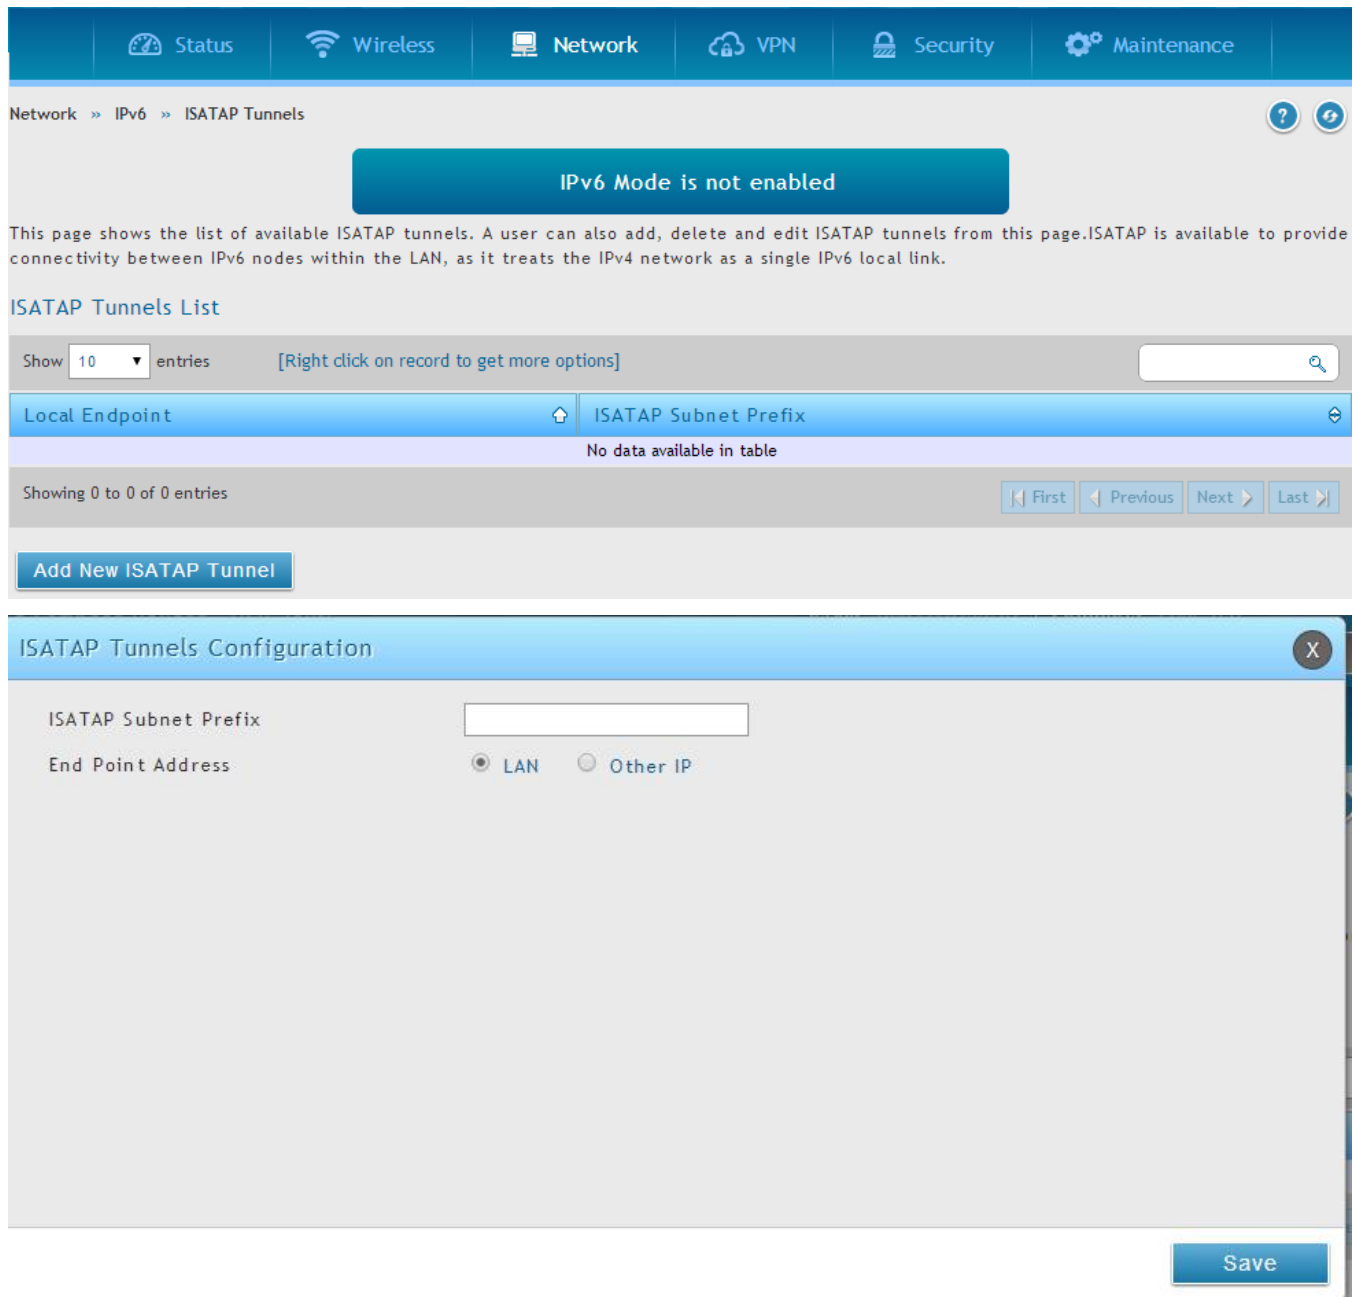 Status Wireless Network VPN Security Maintenance
Network » IPv6 » ISATAP Tunnels ?
IPv6 Mode is not enabled
This page shows the list of available ISATAP tunnels. A user can also add, delete and edit ISATAP tunnels from this page.ISATAP is available to provide
connectivity between IPv6 nodes within the LAN, as it treats the IPv4 network as a single IPv6 local link.
ISATAP Tunnels List
Show 10 entries [Right click on record to get more options]
Local Endpoint ISATAP Subnet Prefix
No data available in table
Showing 0 to 0 of 0 entries First Previous Next Last
Add New ISATAP Tunnel
ISATAP Tunnels Configuration X
ISATAP Subnet Prefix
End Point Address LAN Other IP
Save